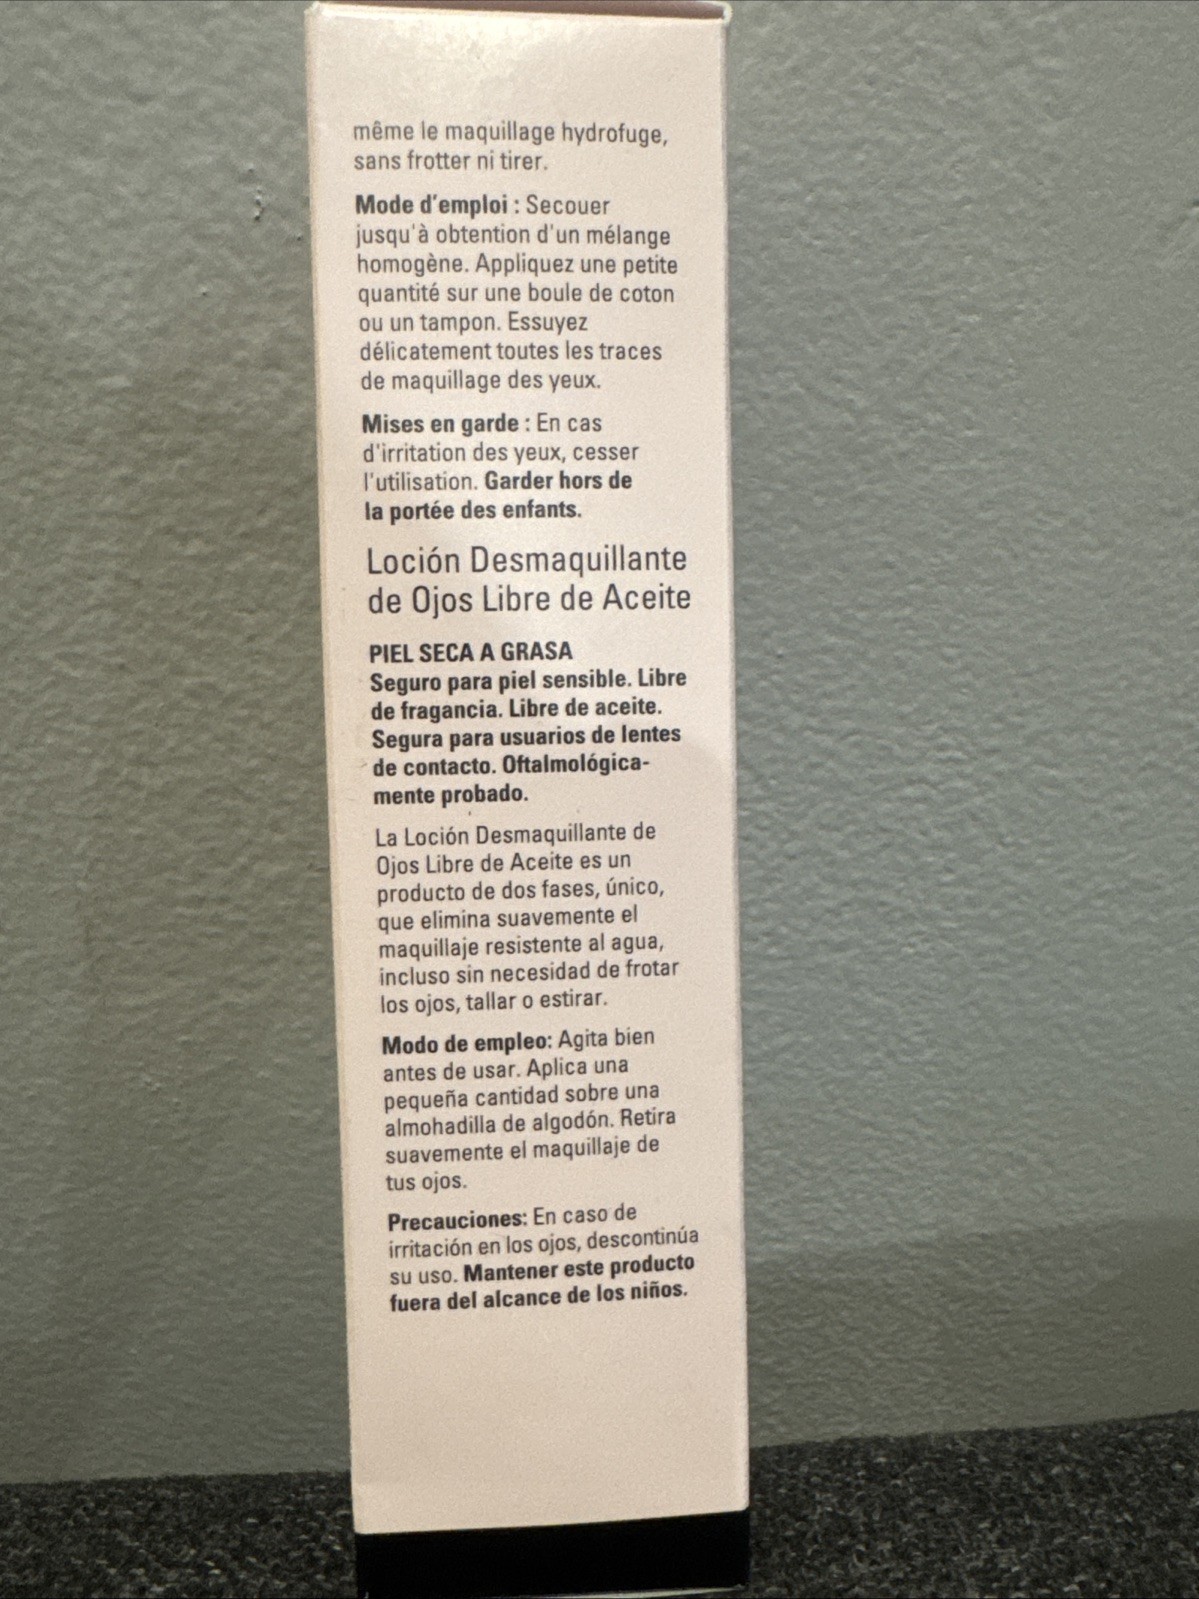 même le maquillage hydrofuge,
sans frotter ni tirer.
Mode d'emploi : Secouer
jusqu'à obtention d'un mélange
homogène. Appliquez une petite
quantité sur une boule de coton
ou un tampon. Essuyez
délicatement toutes les traces
de maquillage des yeux.
Mises en garde : En cas
d'irritation des yeux, cesser
l'utilisation. Garder hors de
la portée des enfants.
Loción Desmaquillante
de Ojos Libre de Aceite
PIEL SECA A GRASA
Seguro para piel sensible. Libre
de fragancia. Libre de aceite.
Segura para usuarios de lentes
de contacto. Oftalmológica-
mente probado.
La Loción Desmaquillante de
Ojos Libre de Aceite es un
producto de dos fases, único,
que elimina suavemente el
maquillaje resistente al agua,
incluso sin necesidad de frotar
los ojos, tallar o estirar.
Modo de empleo: Agita bien
antes de usar. Aplica una
pequeña cantidad sobre una
almohadilla de algodón. Retira
suavemente el maquillaje de
tus ojos.
Precauciones: En caso de
irritación en los ojos, descontinúa
su uso. Mantener este producto
fuera del alcance de los niños.